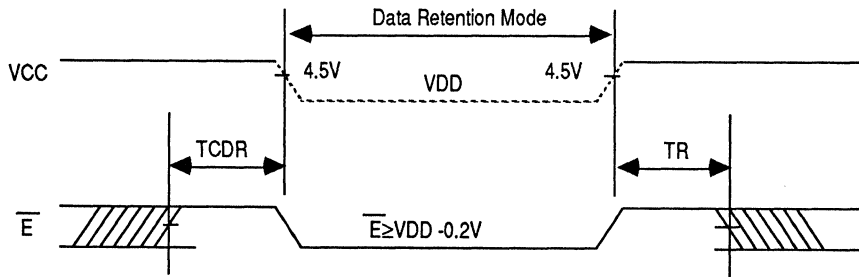 Data Retention Mode
VCC
4.5V
VDD
4.5V
TCDR
TR
E̅
E̅≥VDD -0.2V